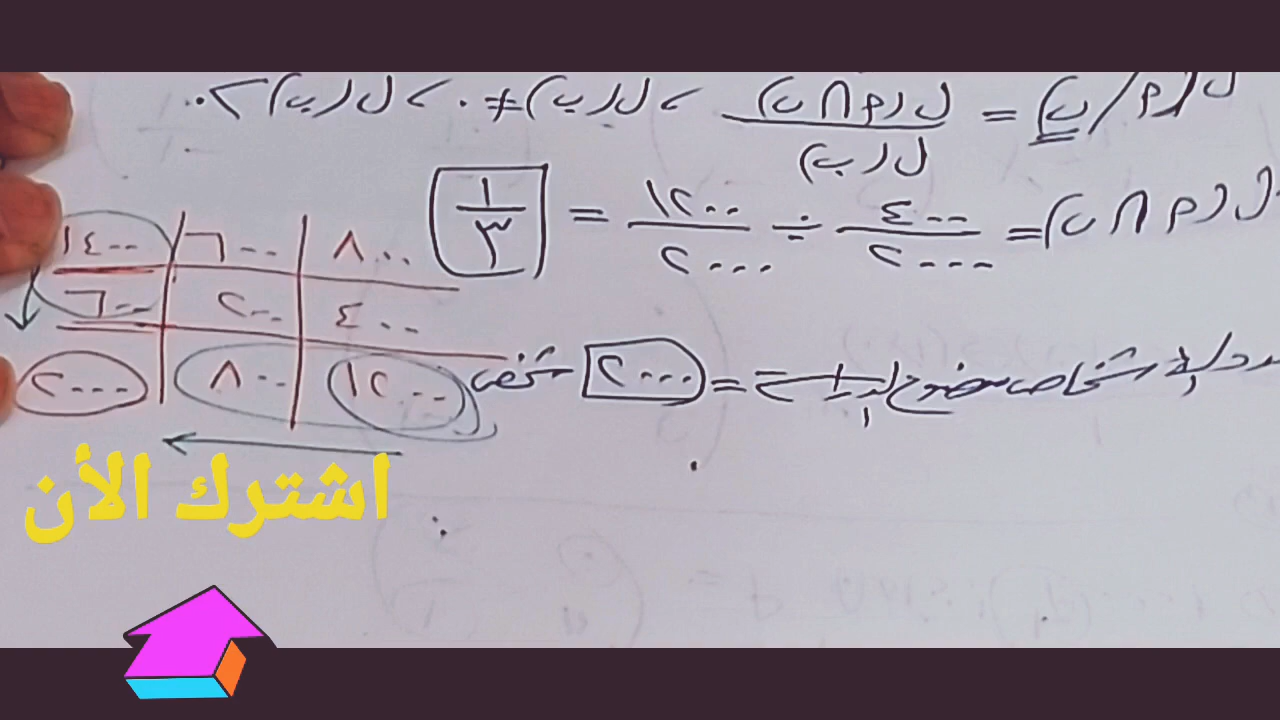 ل(م/ب) = ل(م∩ب) / ل(ب) > ل(ب) ≠ ٠ > ل(ب) > ٠
ل(م∩ب) = ٤٠٠/٢٠٠٠ ÷ ١٢٠٠/٢٠٠٠ = ١/٣
٨٠٠ ٦٠٠ ١٤٠٠
٤٠٠ ٢٠٠ ٦٠٠
١٢٠٠ ٨٠٠ ٢٠٠٠
= ٢٠٠٠ شخص
اشترك الأن